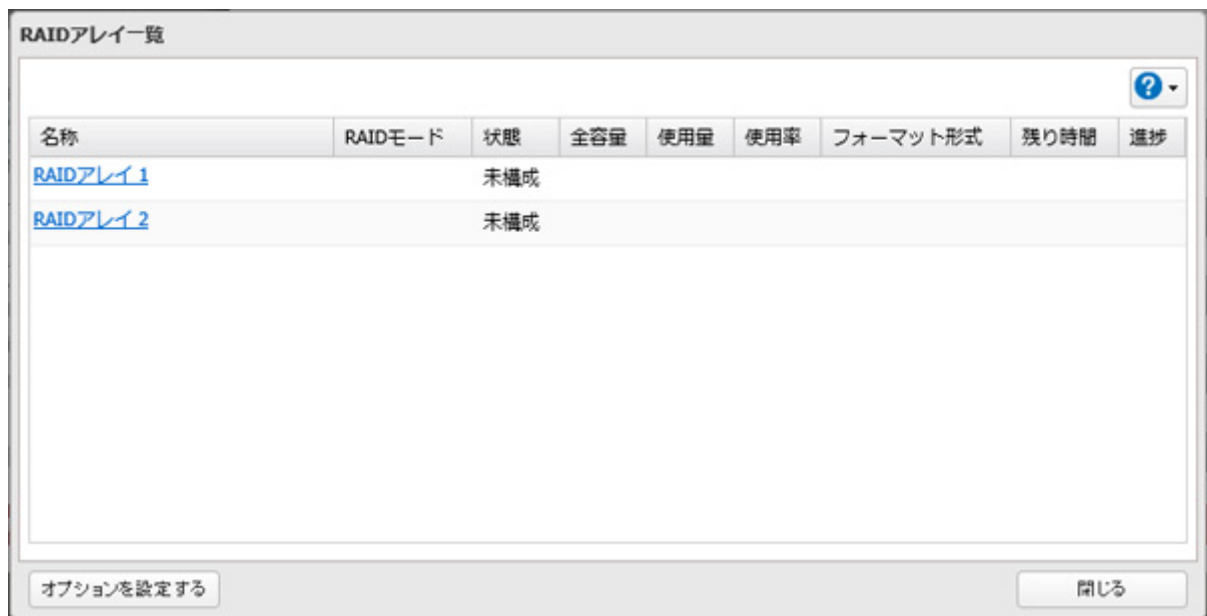 RAIDアレイ一覧
?
名称 RAIDモード 状態 全容量 使用量 使用率 フォーマット形式 残り時間 進捗
RAIDアレイ 1 未構成
RAIDアレイ 2 未構成
オプションを設定する 閉じる